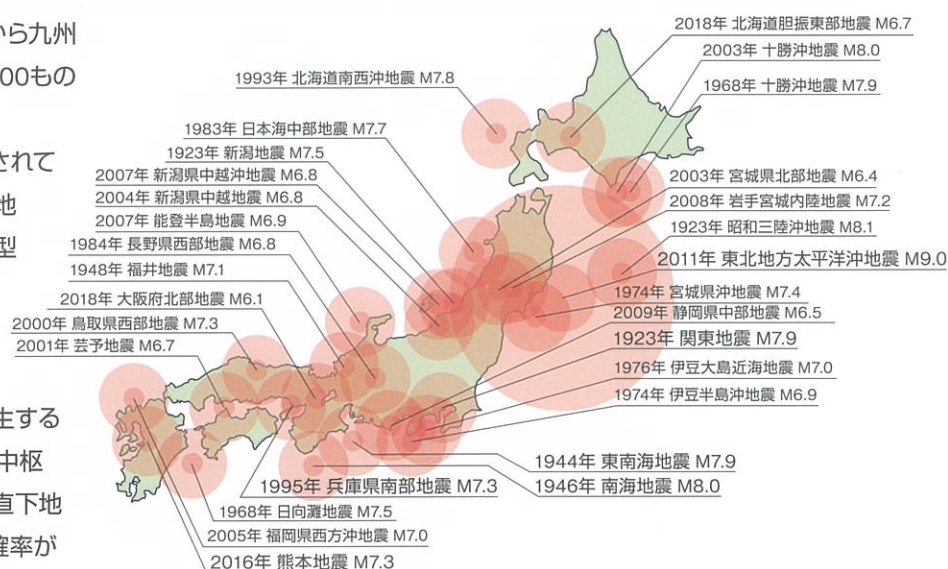 から九州
00もの
されて
地
型
生する
中枢
直下地
確率が
2018年 北海道胆振東部地震 M6.7
2003年 十勝沖地震 M8.0
1968年 十勝沖地震 M7.9
1993年 北海道南西沖地震 M7.8
1983年 日本海中部地震 M7.7
1923年 新潟地震 M7.5
2007年 新潟県中越沖地震 M6.8
2004年 新潟県中越地震 M6.8
2007年 能登半島地震 M6.9
1984年 長野県西部地震 M6.8
1948年 福井地震 M7.1
2018年 大阪府北部地震 M6.1
2000年 鳥取県西部地震 M7.3
2001年 芸予地震 M6.7
2003年 宮城県北部地震 M6.4
2008年 岩手宮城内陸地震 M7.2
1923年 昭和三陸沖地震 M8.1
2011年 東北地方太平洋沖地震 M9.0
1974年 宮城県沖地震 M7.4
2009年 静岡県中部地震 M6.5
1923年 関東地震 M7.9
1976年 伊豆大島近海地震 M7.0
1974年 伊豆半島沖地震 M6.9
1944年 東南海地震 M7.9
1946年 南海地震 M8.0
1995年 兵庫県南部地震 M7.3
1968年 日向灘地震 M7.5
2005年 福岡県西方沖地震 M7.0
2016年 熊本地震 M7.3